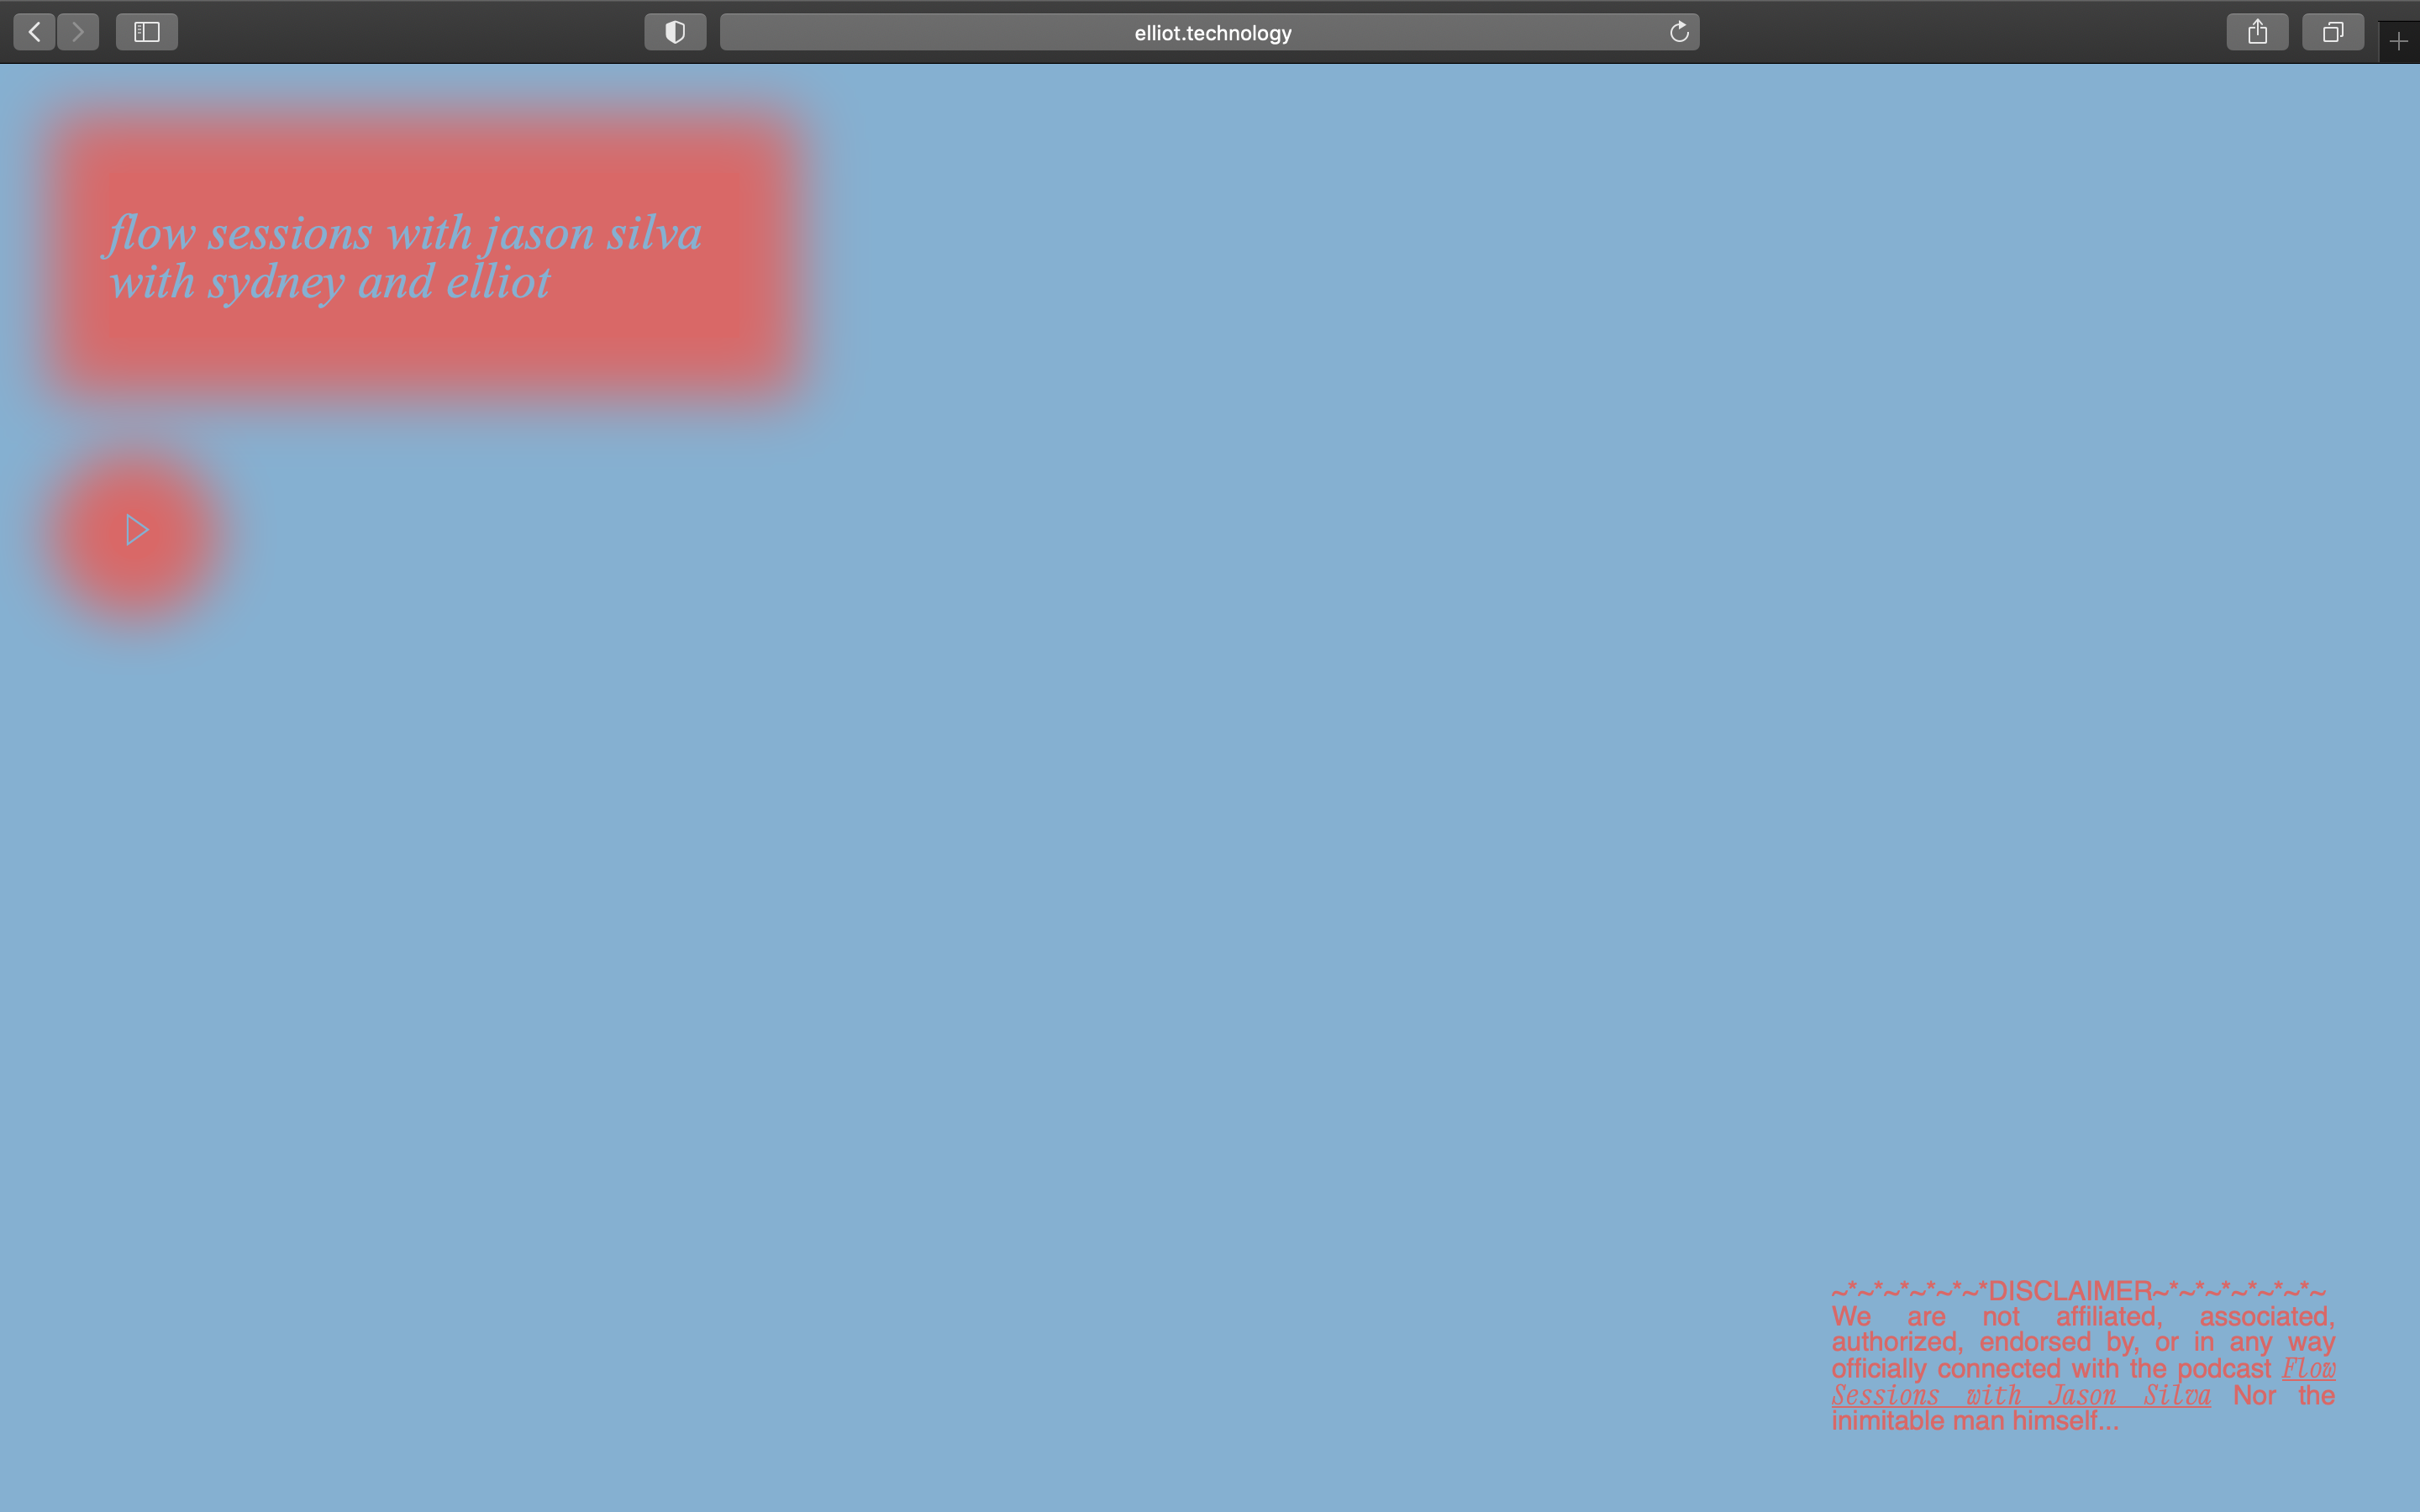 elliot.technology
flow sessions with jason silva
with sydney and elliot
~*~*~*~*~*~*DISCLAIMER~*~*~*~*~*~*~
We are not affiliated, associated,
authorized, endorsed by, or in any way
officially connected with the podcast Flow
Sessions with Jason Silva Nor the
inimitable man himself...